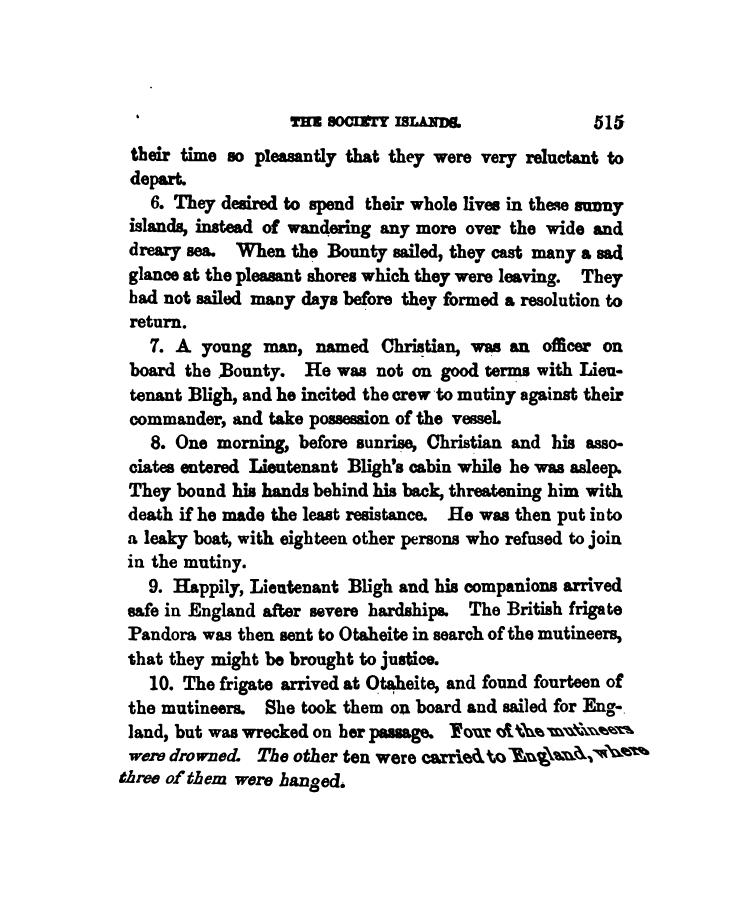 THE SOCIETY ISLANDS. 515
their time so pleasantly that they were very reluctant to
depart.
6. They desired to spend their whole lives in these sunny
islands, instead of wandering any more over the wide and
dreary sea. When the Bounty sailed, they cast many a sad
glance at the pleasant shores which they were leaving. They
had not sailed many days before they formed a resolution to
return.
7. A young man, named Christian, was an officer on
board the Bounty. He was not on good terms with Lieu-
tenant Bligh, and he incited the crew to mutiny against their
commander, and take possession of the vessel.
8. One morning, before sunrise, Christian and his asso-
ciates entered Lieutenant Bligh's cabin while he was asleep.
They bound his hands behind his back, threatening him with
death if he made the least resistance. He was then put into
a leaky boat, with eighteen other persons who refused to join
in the mutiny.
9. Happily, Lieutenant Bligh and his companions arrived
safe in England after severe hardships. The British frigate
Pandora was then sent to Otaheite in search of the mutineers,
that they might be brought to justice.
10. The frigate arrived at Otaheite, and found fourteen of
the mutineers. She took them on board and sailed for Eng-
land, but was wrecked on her passage. Four of the mutineers
were drowned. The other ten were carried to England, where
three of them were hanged.